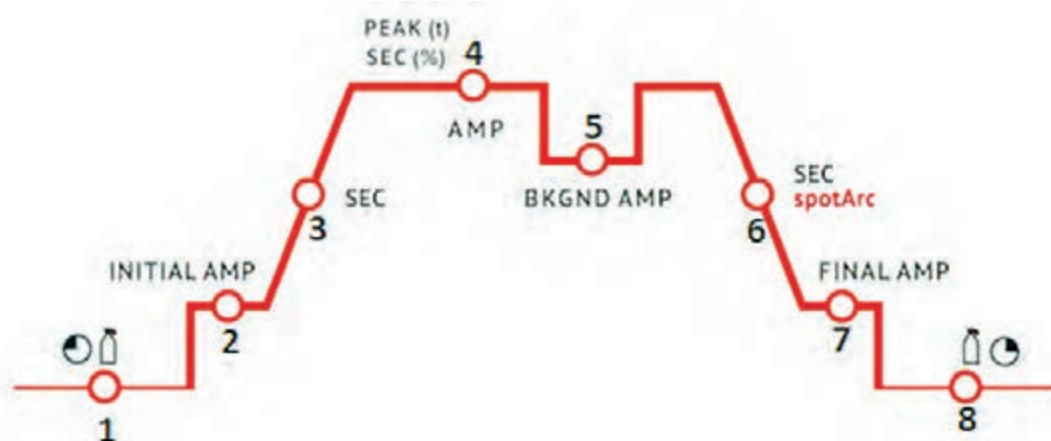 PEAK (t)
SEC (%)
4
AMP
5
BKGND AMP
SEC
3
SEC
spotArc
6
INITIAL AMP
2
FINAL AMP
7
1
8